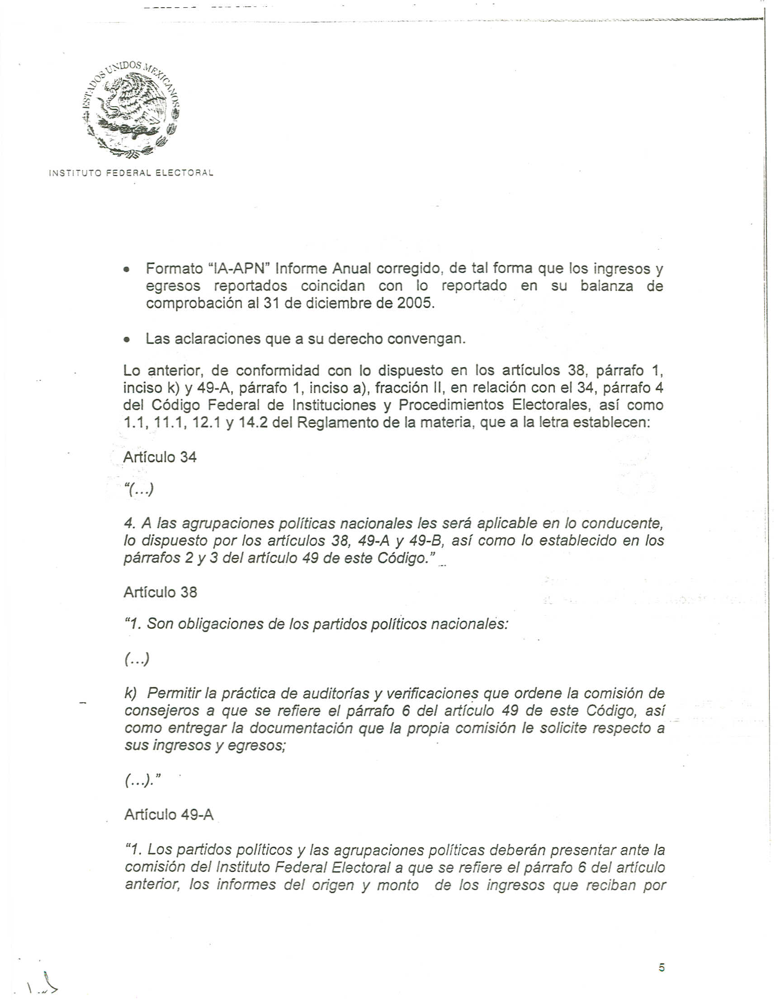 ESTADOS UNIDOS MEXICANOS
INSTITUTO FEDERAL ELECTORAL
• Formato “IA-APN” Informe Anual corregido, de tal forma que los ingresos y
egresos reportados coincidan con lo reportado en su balanza de
comprobación al 31 de diciembre de 2005.
• Las aclaraciones que a su derecho convengan.
Lo anterior, de conformidad con lo dispuesto en los artículos 38, párrafo 1,
inciso k) y 49-A, párrafo 1, inciso a), fracción II, en relación con el 34, párrafo 4
del Código Federal de Instituciones y Procedimientos Electorales, así como
1.1, 11.1, 12.1 y 14.2 del Reglamento de la materia, que a la letra establecen:
Artículo 34
“(...)
4. A las agrupaciones políticas nacionales les será aplicable en lo conducente,
lo dispuesto por los artículos 38, 49-A y 49-B, así como lo establecido en los
párrafos 2 y 3 del artículo 49 de este Código.”
Artículo 38
“1. Son obligaciones de los partidos políticos nacionales:
(...)
k) Permitir la práctica de auditorías y verificaciones que ordene la comisión de
consejeros a que se refiere el párrafo 6 del artículo 49 de este Código, así
como entregar la documentación que la propia comisión le solicite respecto a
sus ingresos y egresos;
(...).”
Artículo 49-A
“1. Los partidos políticos y las agrupaciones políticas deberán presentar ante la
comisión del Instituto Federal Electoral a que se refiere el párrafo 6 del artículo
anterior, los informes del origen y monto de los ingresos que reciban por
5